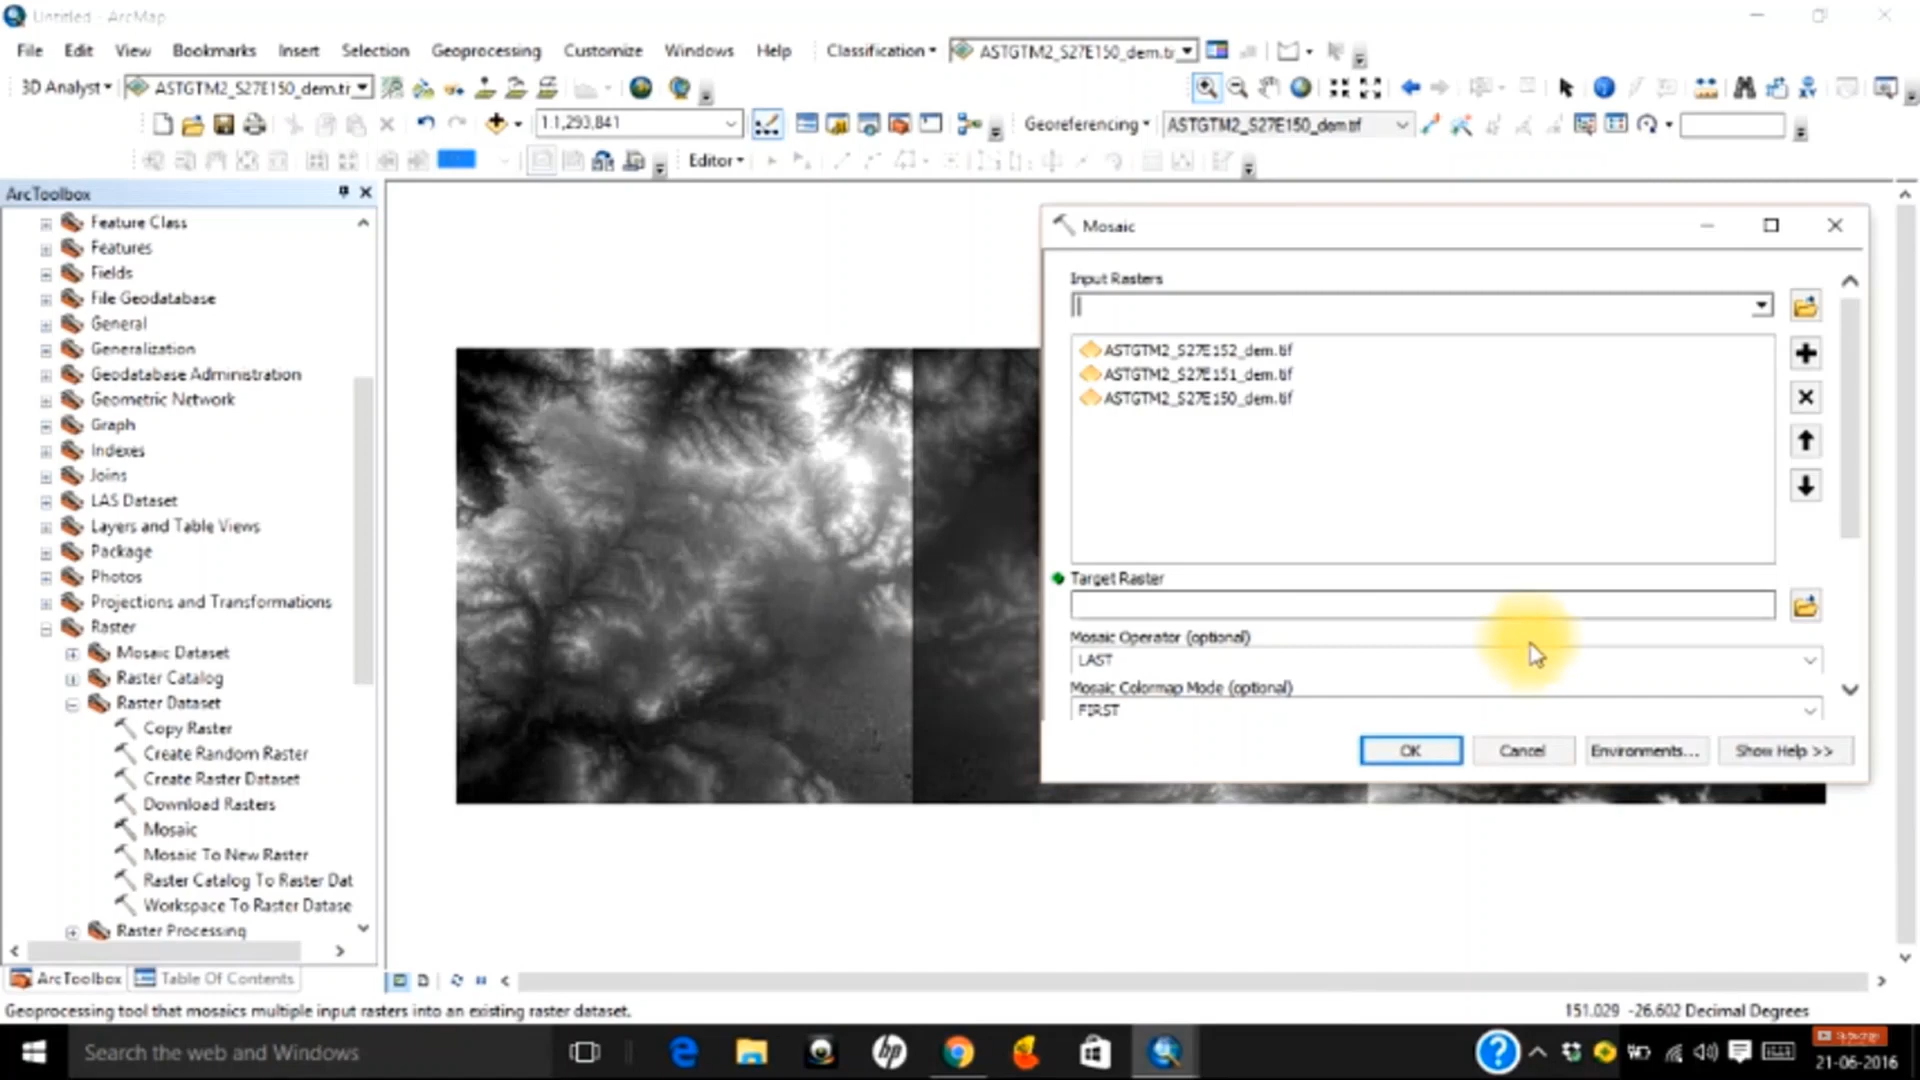 Untitled - ArcMap
File Edit View Bookmarks Insert Selection Geoprocessing Customize Windows Help Classification ASTGTM2_S27E150_dem.ti
3D Analyst ASTGTM2_S27E150_dem.ti
1:1,293,841 Georeferencing ASTGTM2_S27E150_dem.tif
Editor
ArcToolbox
Feature Class
Features
Fields
File Geodatabase
General
Generalization
Geodatabase Administration
Geometric Network
Graph
Indexes
Joins
LAS Dataset
Layers and Table Views
Package
Photos
Projections and Transformations
Raster
Mosaic Dataset
Raster Catalog
Raster Dataset
Copy Raster
Create Random Raster
Create Raster Dataset
Download Rasters
Mosaic
Mosaic To New Raster
Raster Catalog To Raster Dat
Workspace To Raster Datase
Raster Processing
ArcToolbox Table Of Contents
Mosaic
Input Rasters
ASTGTM2_S27E152_dem.tif
ASTGTM2_S27E151_dem.tif
ASTGTM2_S27E150_dem.tif
Target Raster
Mosaic Operator (optional)
LAST
Mosaic Colormap Mode (optional)
FIRST
OK Cancel Environments... Show Help >>
Geoprocessing tool that mosaics multiple input rasters into an existing raster dataset.
151.029 -26.602 Decimal Degrees
Search the web and Windows
hp
21-06-2016